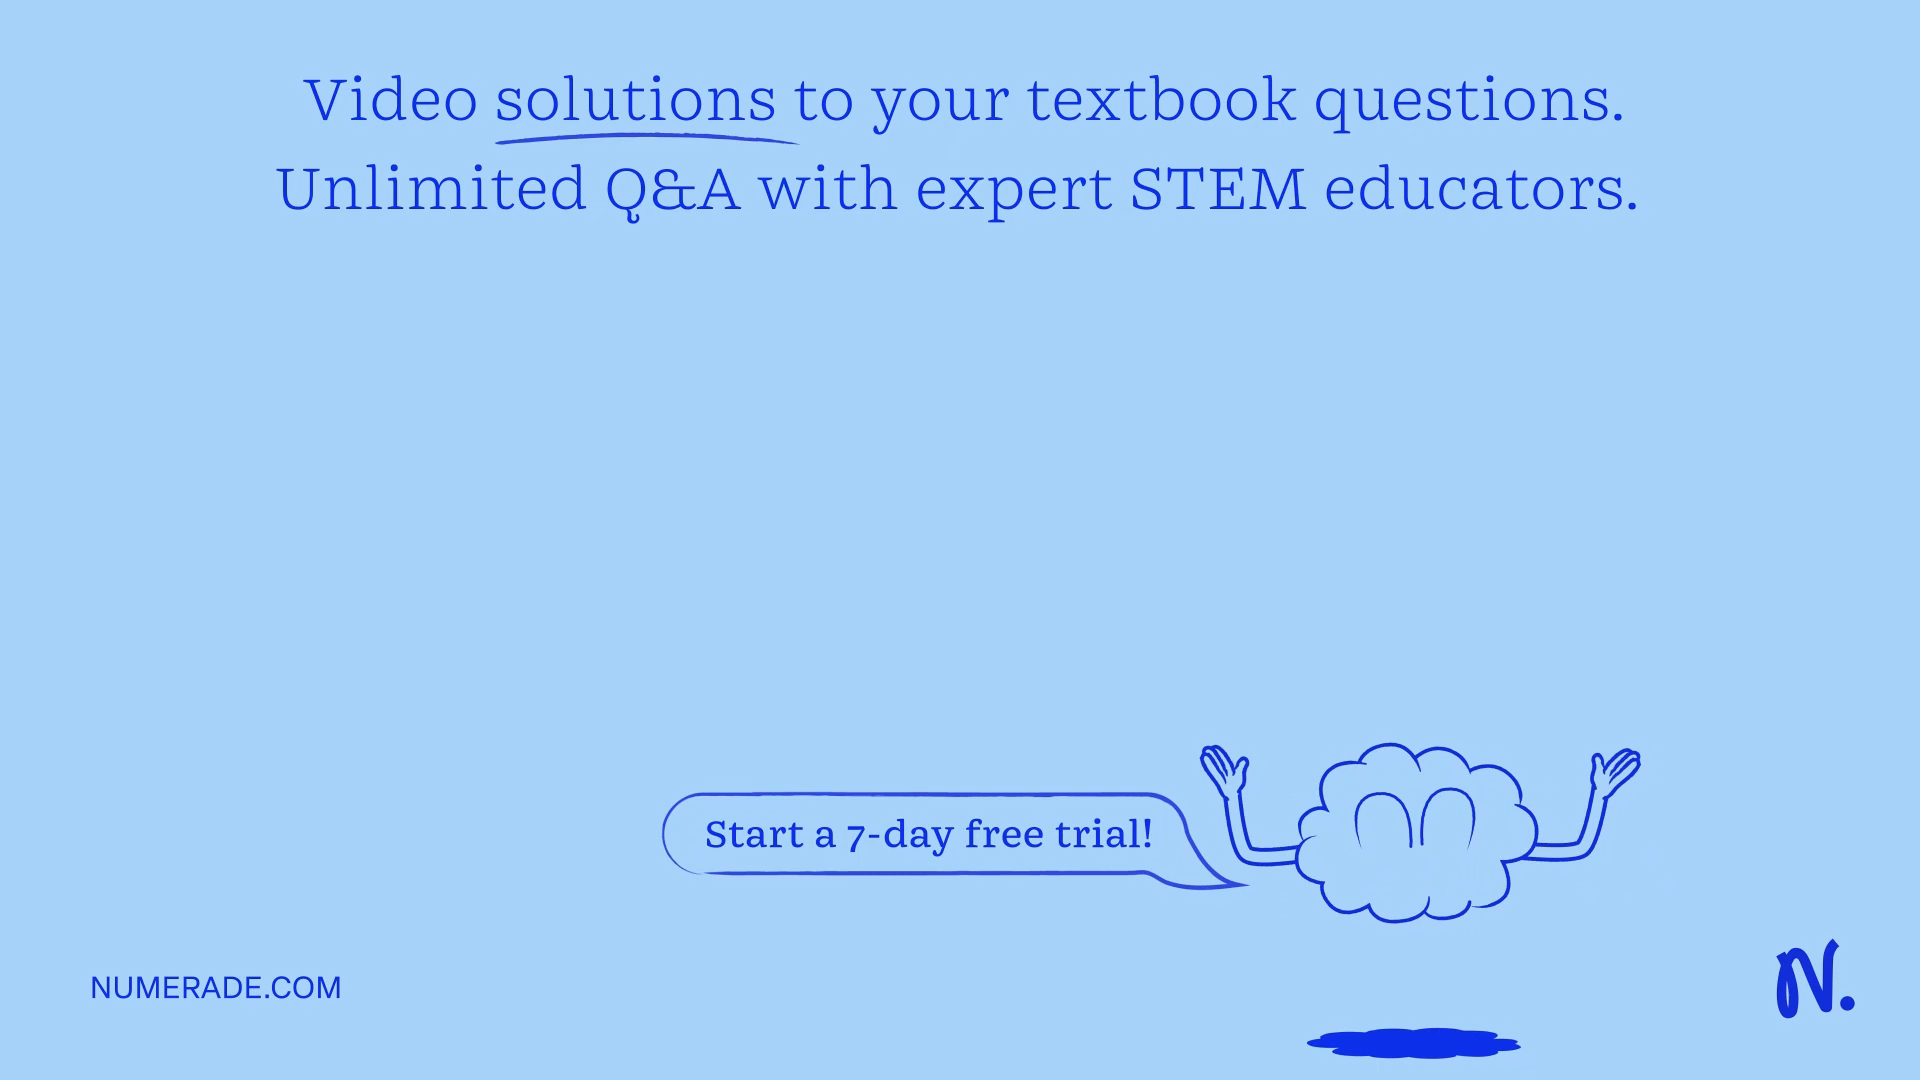 Video solutions to your textbook questions.
Unlimited Q&A with expert STEM educators.
Start a 7-day free trial!
NUMERADE.COM
N.